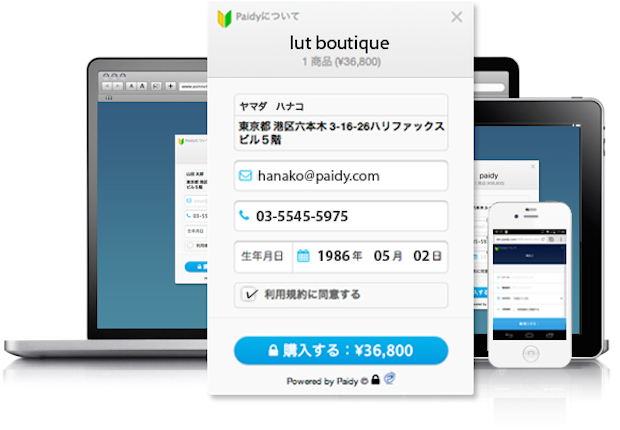 Paidyについて
lut boutique
1 商品 (¥36,800)
ヤマダ ハナコ
東京都 港区六本木 3-16-26ハリファックス
ビル5階
hanako@paidy.com
03-5545-5975
生年月日 1986年 05月 02日
利用規約に同意する
購入する：¥36,800
Powered by Paidy ©
paidy